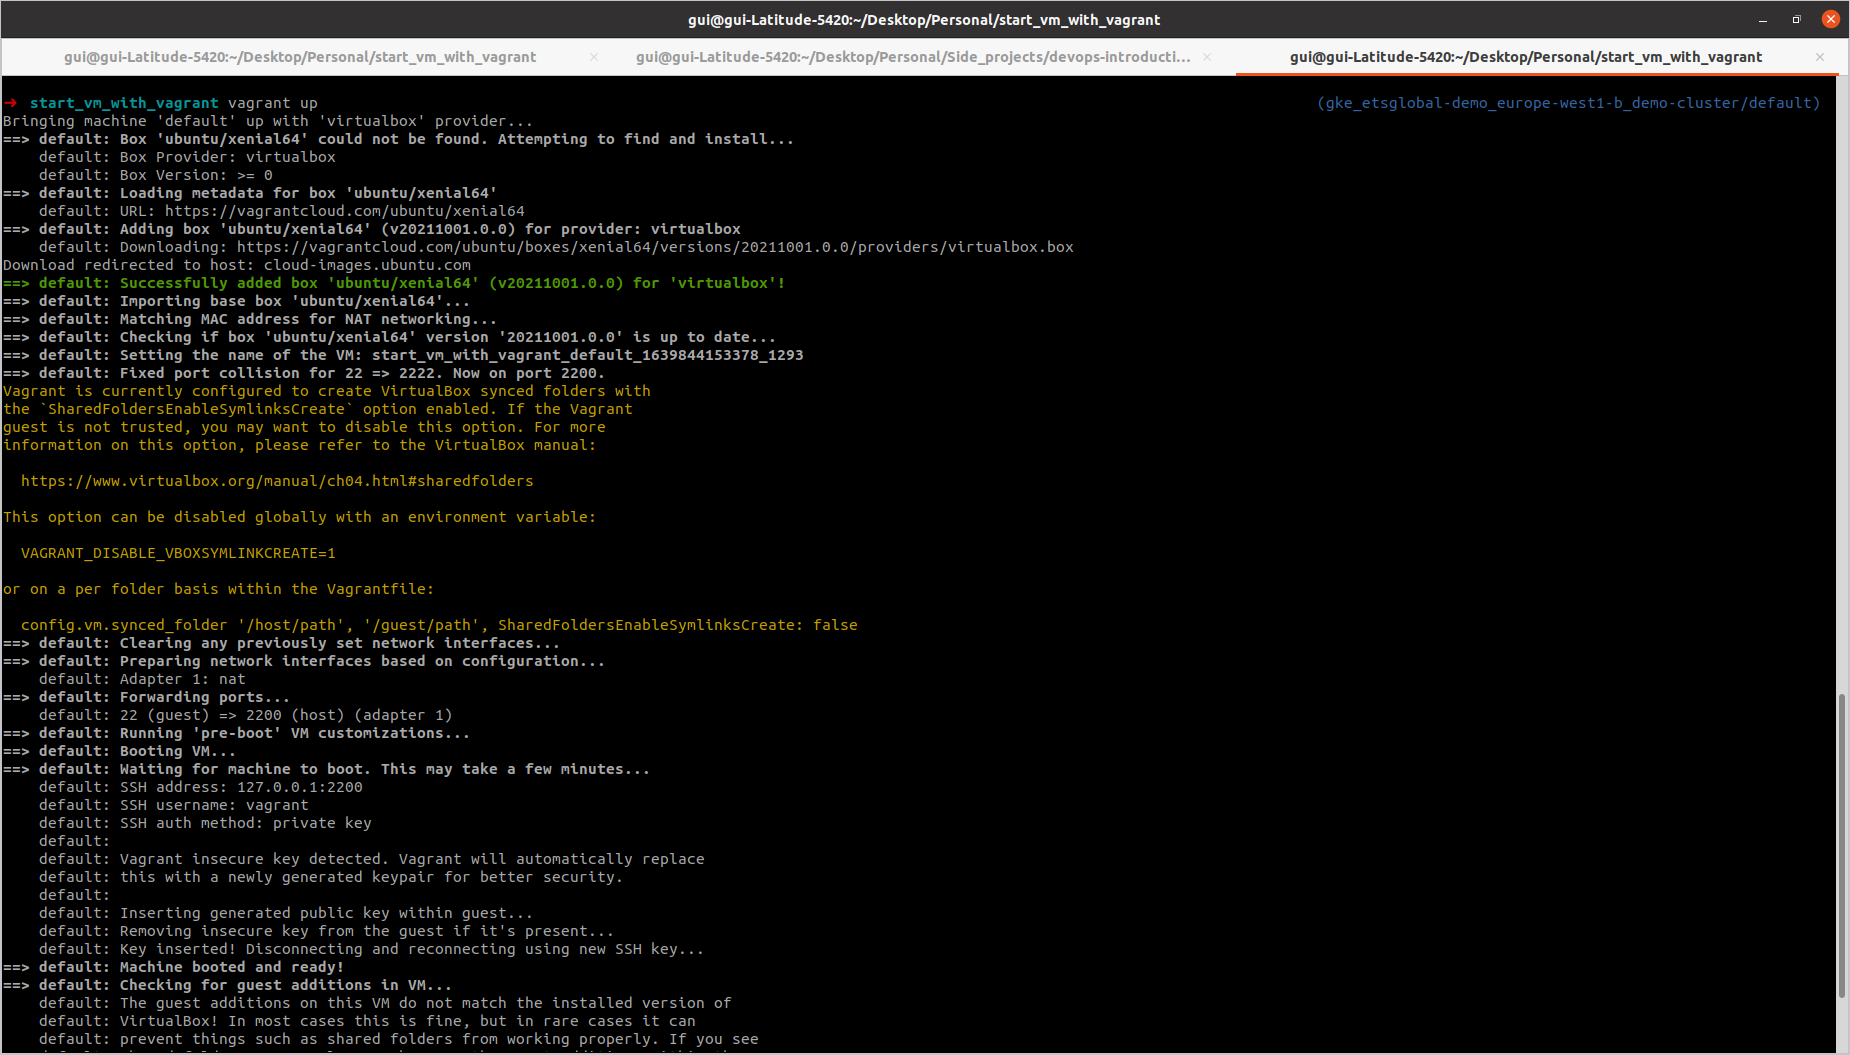 gui@gui-Latitude-5420:~/Desktop/Personal/start_vm_with_vagrant
gui@gui-Latitude-5420:~/Desktop/Personal/start_vm_with_vagrant × gui@gui-Latitude-5420:~/Desktop/Personal/Side_projects/devops-introducti... × gui@gui-Latitude-5420:~/Desktop/Personal/start_vm_with_vagrant ×
➜ start_vm_with_vagrant vagrant up (gke_etsglobal-demo_europe-west1-b_demo-cluster/default)
Bringing machine 'default' up with 'virtualbox' provider...
==> default: Box 'ubuntu/xenial64' could not be found. Attempting to find and install...
    default: Box Provider: virtualbox
    default: Box Version: >= 0
==> default: Loading metadata for box 'ubuntu/xenial64'
    default: URL: https://vagrantcloud.com/ubuntu/xenial64
==> default: Adding box 'ubuntu/xenial64' (v20211001.0.0) for provider: virtualbox
    default: Downloading: https://vagrantcloud.com/ubuntu/boxes/xenial64/versions/20211001.0.0/providers/virtualbox.box
Download redirected to host: cloud-images.ubuntu.com
==> default: Successfully added box 'ubuntu/xenial64' (v20211001.0.0) for 'virtualbox'!
==> default: Importing base box 'ubuntu/xenial64'...
==> default: Matching MAC address for NAT networking...
==> default: Checking if box 'ubuntu/xenial64' version '20211001.0.0' is up to date...
==> default: Setting the name of the VM: start_vm_with_vagrant_default_1639844153378_1293
==> default: Fixed port collision for 22 => 2222. Now on port 2200.
Vagrant is currently configured to create VirtualBox synced folders with
the `SharedFoldersEnableSymlinksCreate` option enabled. If the Vagrant
guest is not trusted, you may want to disable this option. For more
information on this option, please refer to the VirtualBox manual:
  https://www.virtualbox.org/manual/ch04.html#sharedfolders
This option can be disabled globally with an environment variable:
  VAGRANT_DISABLE_VBOXSYMLINKCREATE=1
or on a per folder basis within the Vagrantfile:
  config.vm.synced_folder '/host/path', '/guest/path', SharedFoldersEnableSymlinksCreate: false
==> default: Clearing any previously set network interfaces...
==> default: Preparing network interfaces based on configuration...
    default: Adapter 1: nat
==> default: Forwarding ports...
    default: 22 (guest) => 2200 (host) (adapter 1)
==> default: Running 'pre-boot' VM customizations...
==> default: Booting VM...
==> default: Waiting for machine to boot. This may take a few minutes...
    default: SSH address: 127.0.0.1:2200
    default: SSH username: vagrant
    default: SSH auth method: private key
    default:
    default: Vagrant insecure key detected. Vagrant will automatically replace
    default: this with a newly generated keypair for better security.
    default:
    default: Inserting generated public key within guest...
    default: Removing insecure key from the guest if it's present...
    default: Key inserted! Disconnecting and reconnecting using new SSH key...
==> default: Machine booted and ready!
==> default: Checking for guest additions in VM...
    default: The guest additions on this VM do not match the installed version of
    default: VirtualBox! In most cases this is fine, but in rare cases it can
    default: prevent things such as shared folders from working properly. If you see